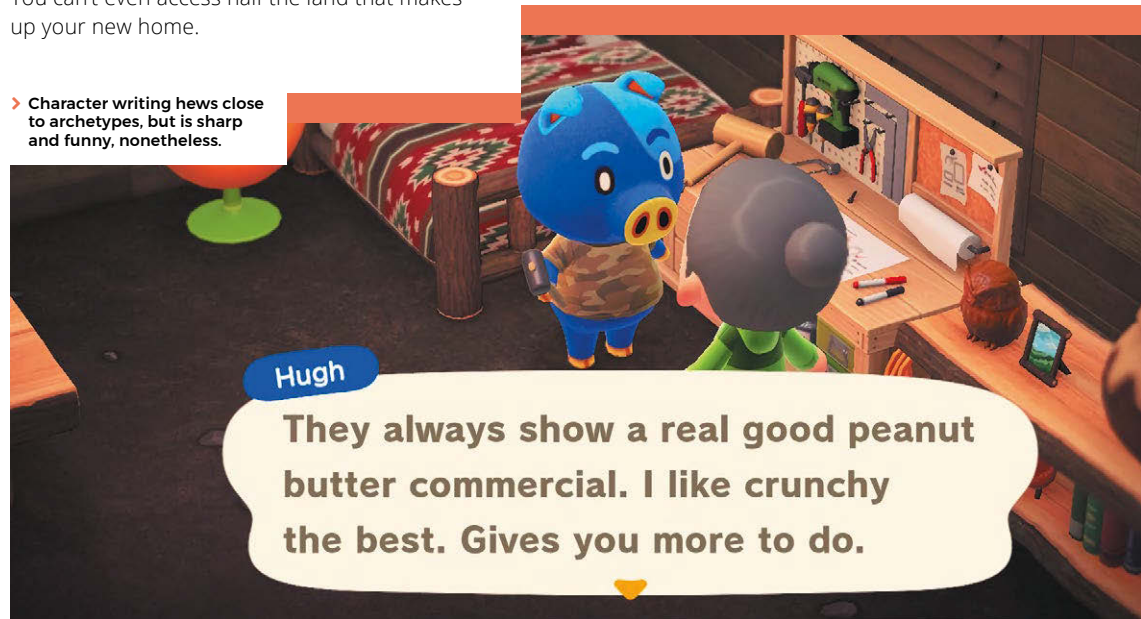 You can't even access half the land that makes
up your new home.
Character writing hews close
to archetypes, but is sharp
and funny, nonetheless.
Hugh
They always show a real good peanut
butter commercial. I like crunchy
the best. Gives you more to do.